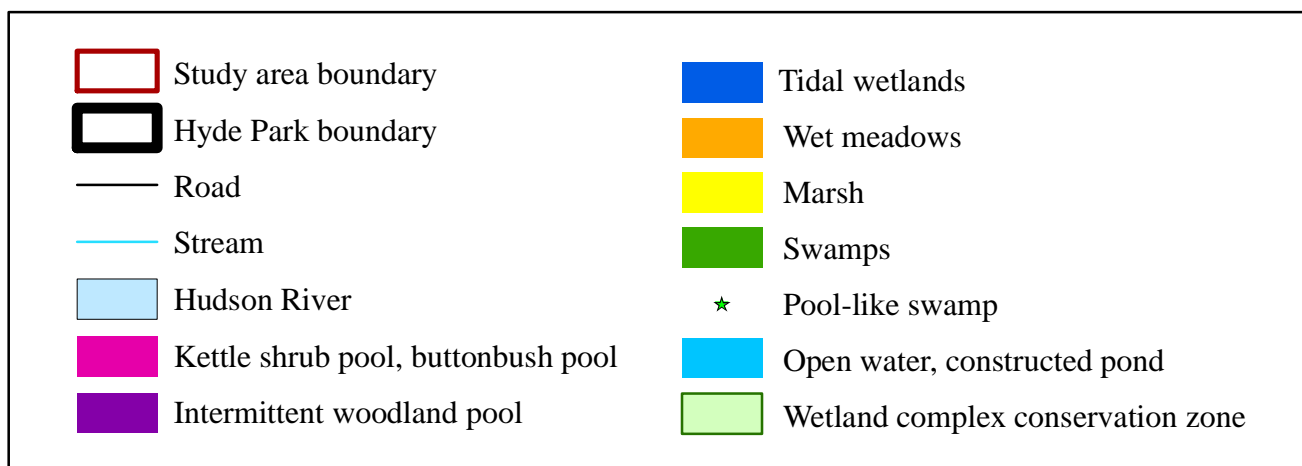 Study area boundary
Hyde Park boundary
Road
Stream
Hudson River
Kettle shrub pool, buttonbush pool
Intermittent woodland pool
Tidal wetlands
Wet meadows
Marsh
Swamps
Pool-like swamp
Open water, constructed pond
Wetland complex conservation zone